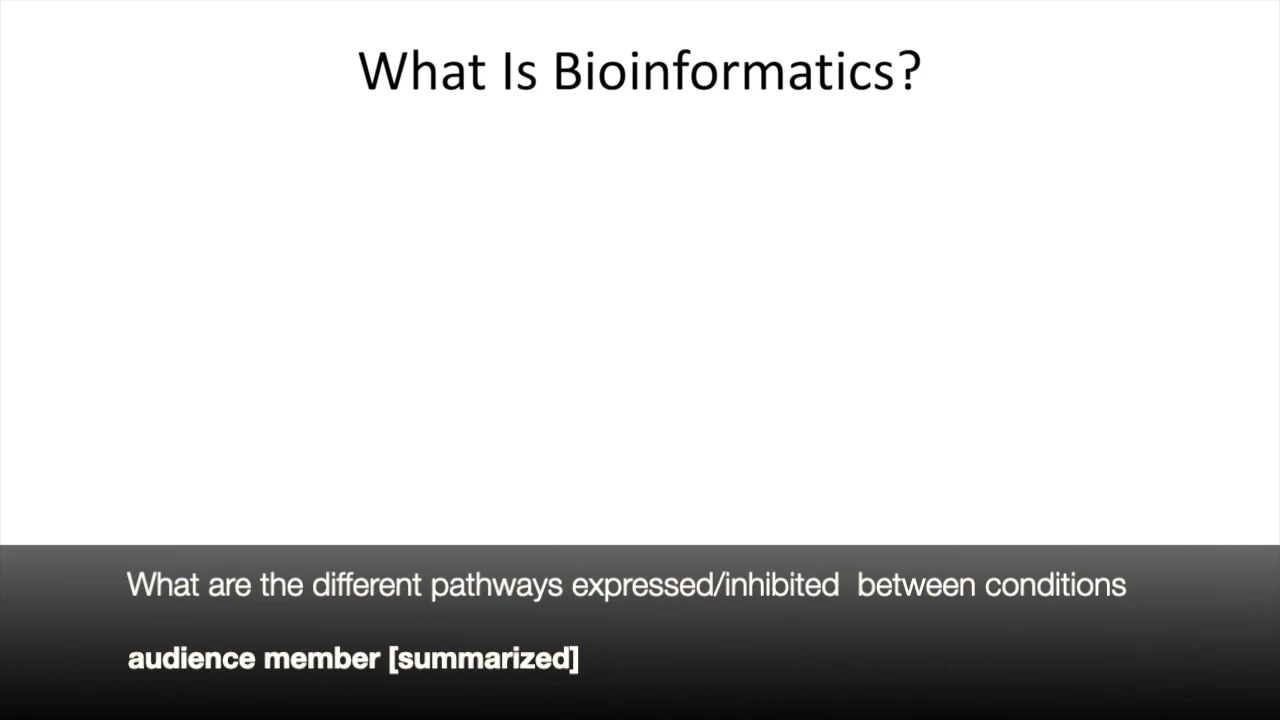 What Is Bioinformatics?
What are the different pathways expressed/inhibited  between conditions
audience member [summarized]